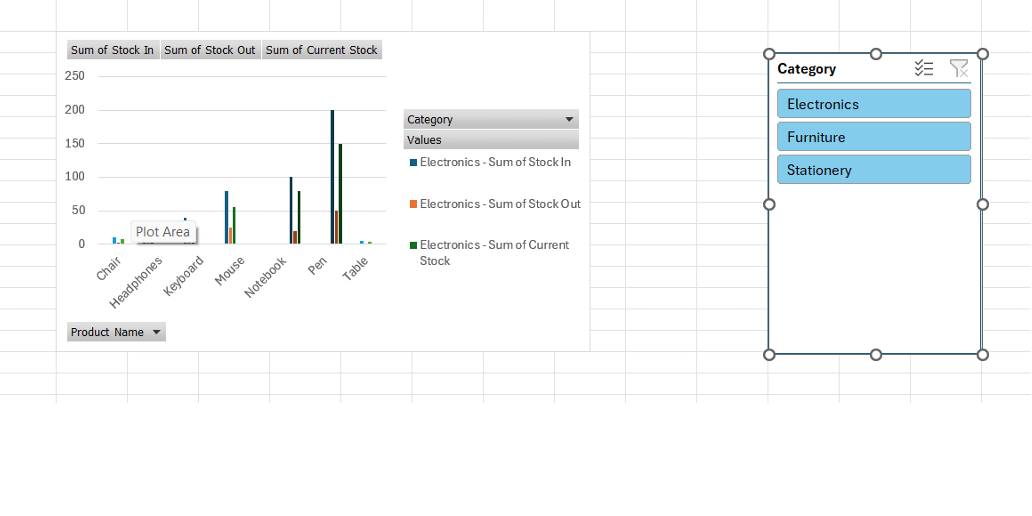 Sum of Stock In Sum of Stock Out Sum of Current Stock
250
200
150
100
50
0
Plot Area
Chair
Headphones
Keyboard
Mouse
Notebook
Pen
Table
Product Name
Category
Values
Electronics - Sum of Stock In
Electronics - Sum of Stock Out
Electronics - Sum of Current
Stock
Category
Electronics
Furniture
Stationery